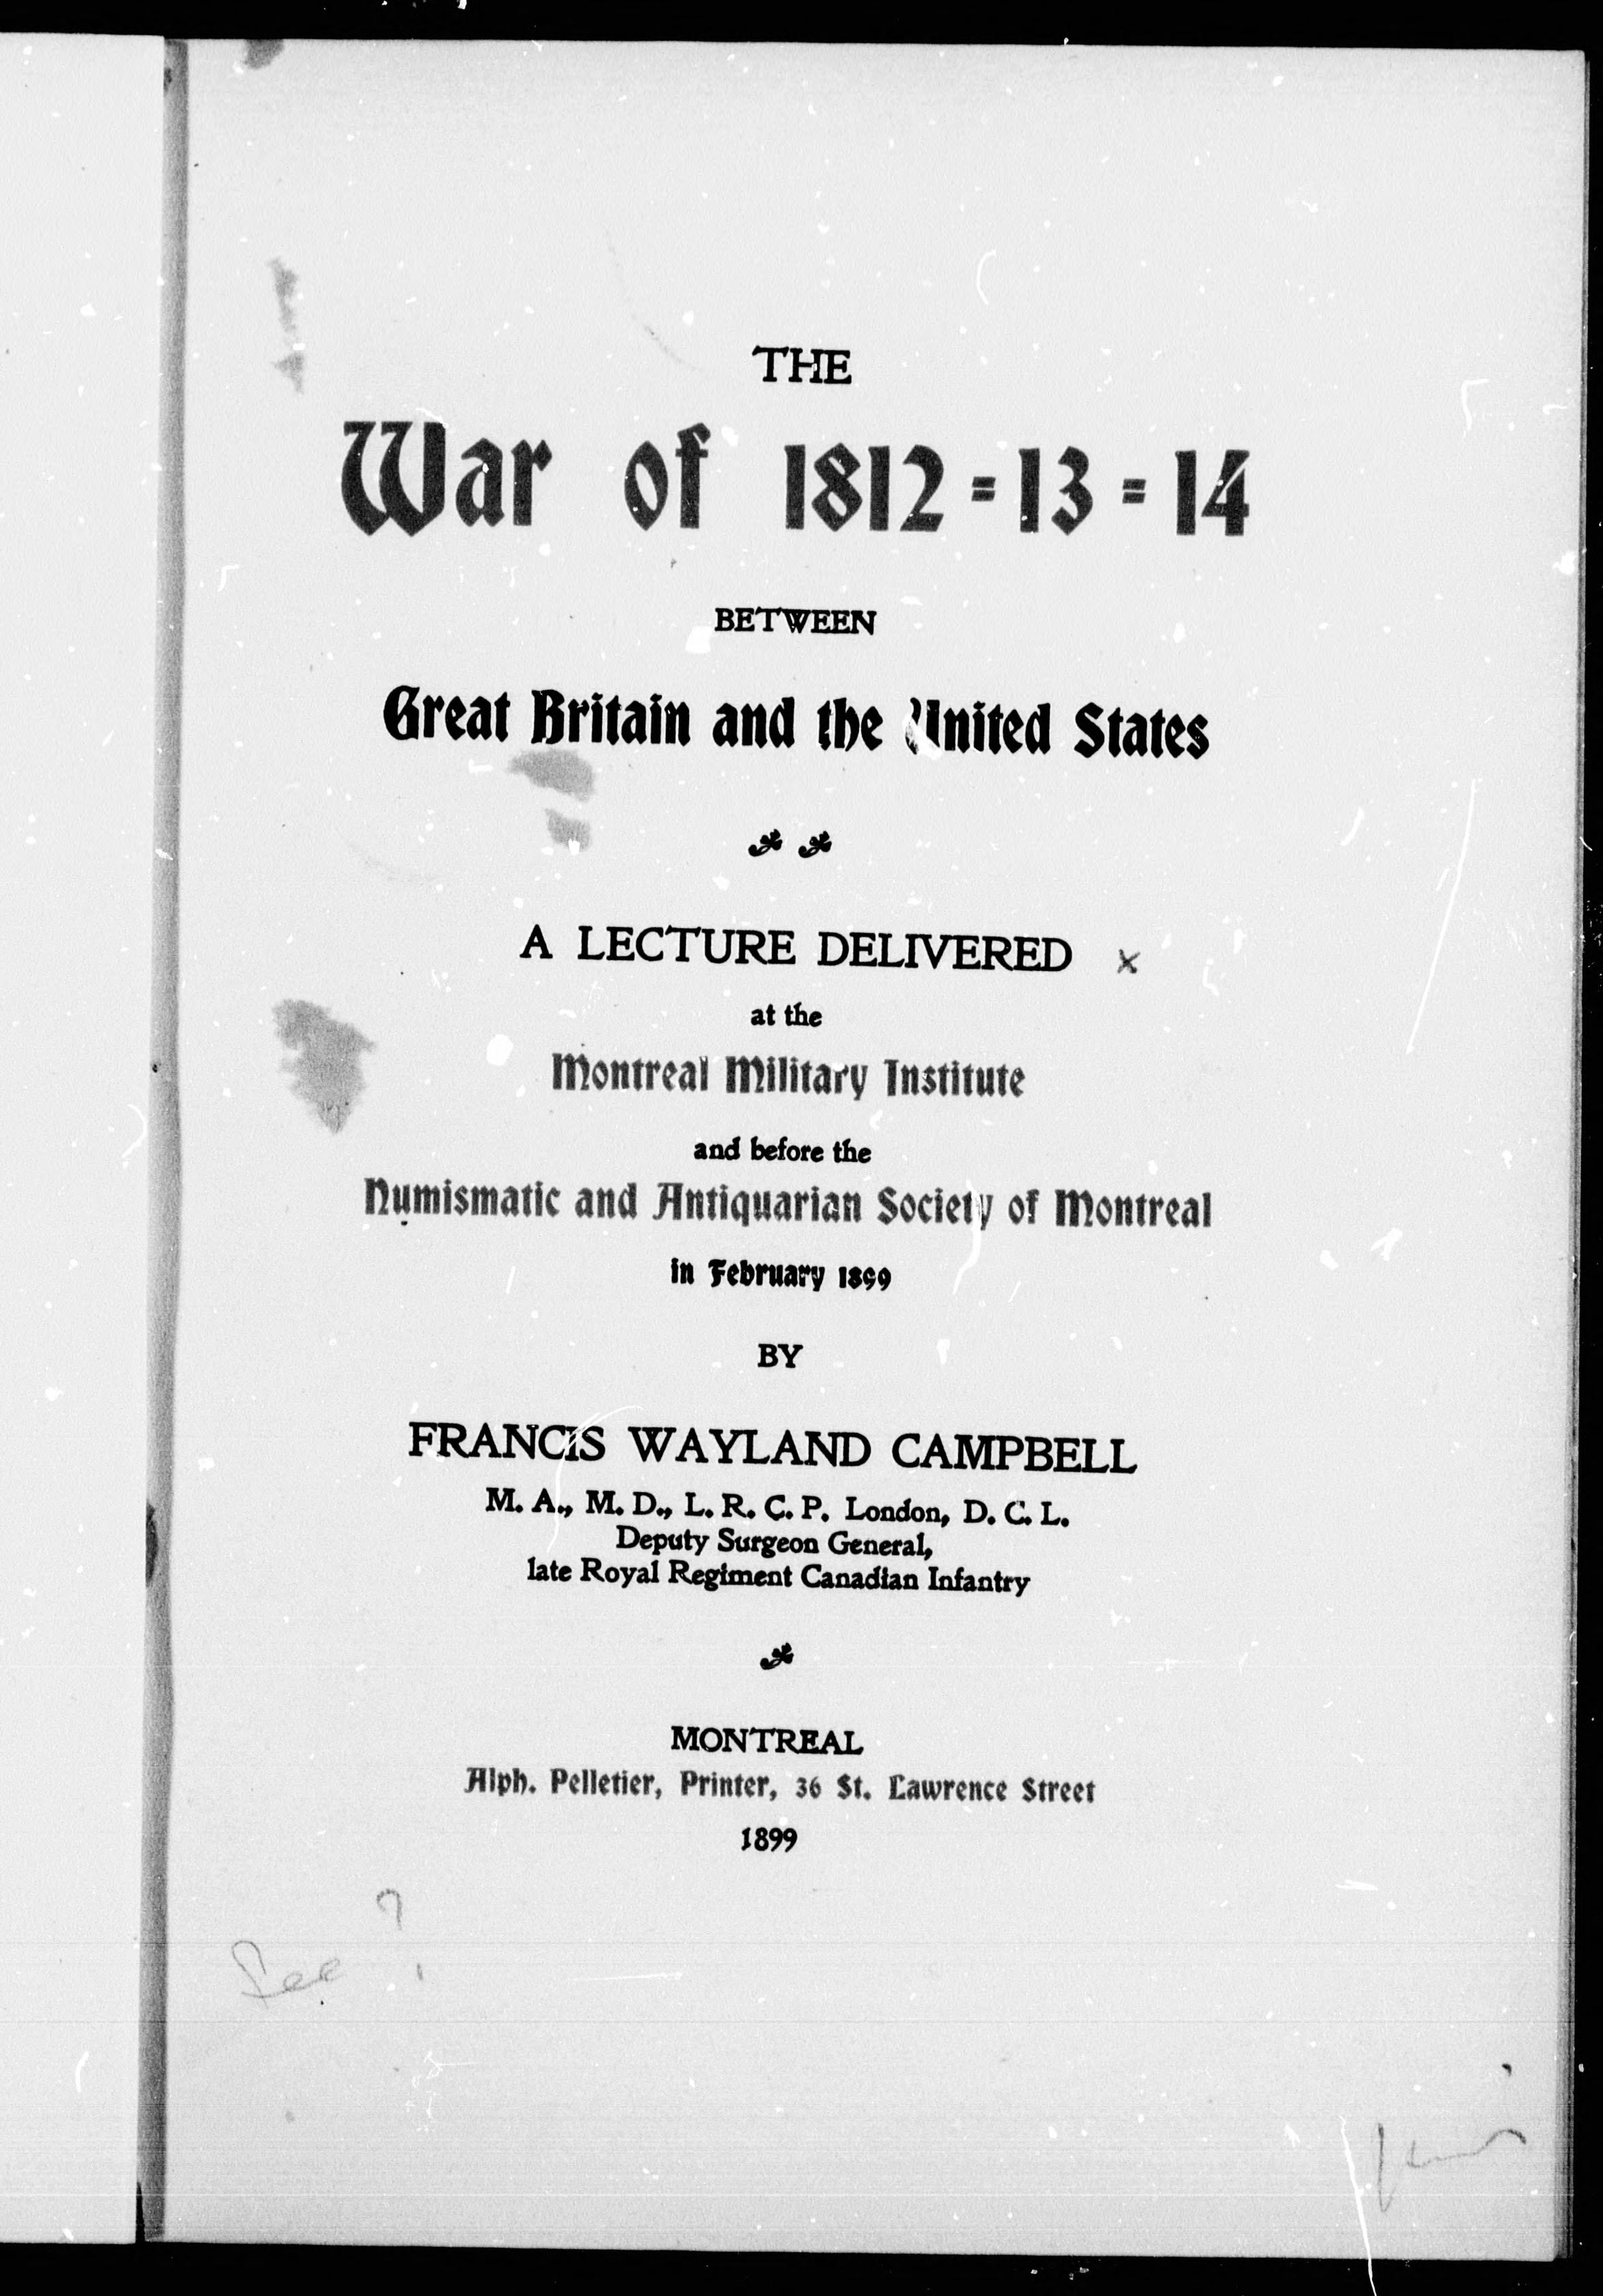 THE
War of 1812=13=14
BETWEEN
Great Britain and the United States
A LECTURE DELIVERED x
at the
Montreal Military Institute
and before the
Numismatic and Antiquarian Society of Montreal
in February 1899
BY
FRANCIS WAYLAND CAMPBELL
M. A., M. D., L. R. C. P. London, D. C. L.
Deputy Surgeon General,
late Royal Regiment Canadian Infantry
MONTREAL
Alph. Pelletier, Printer, 36 St. Lawrence Street
1899
See ?